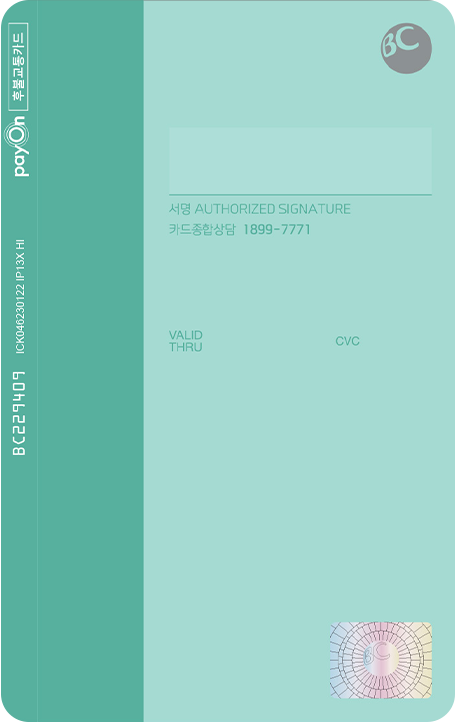 후불교통카드
payOn
ICK046230122 IP13X HI
BC229409
BC
서명 AUTHORIZED SIGNATURE
카드종합상담 1899-7771
VALID
THRU
CVC
BC